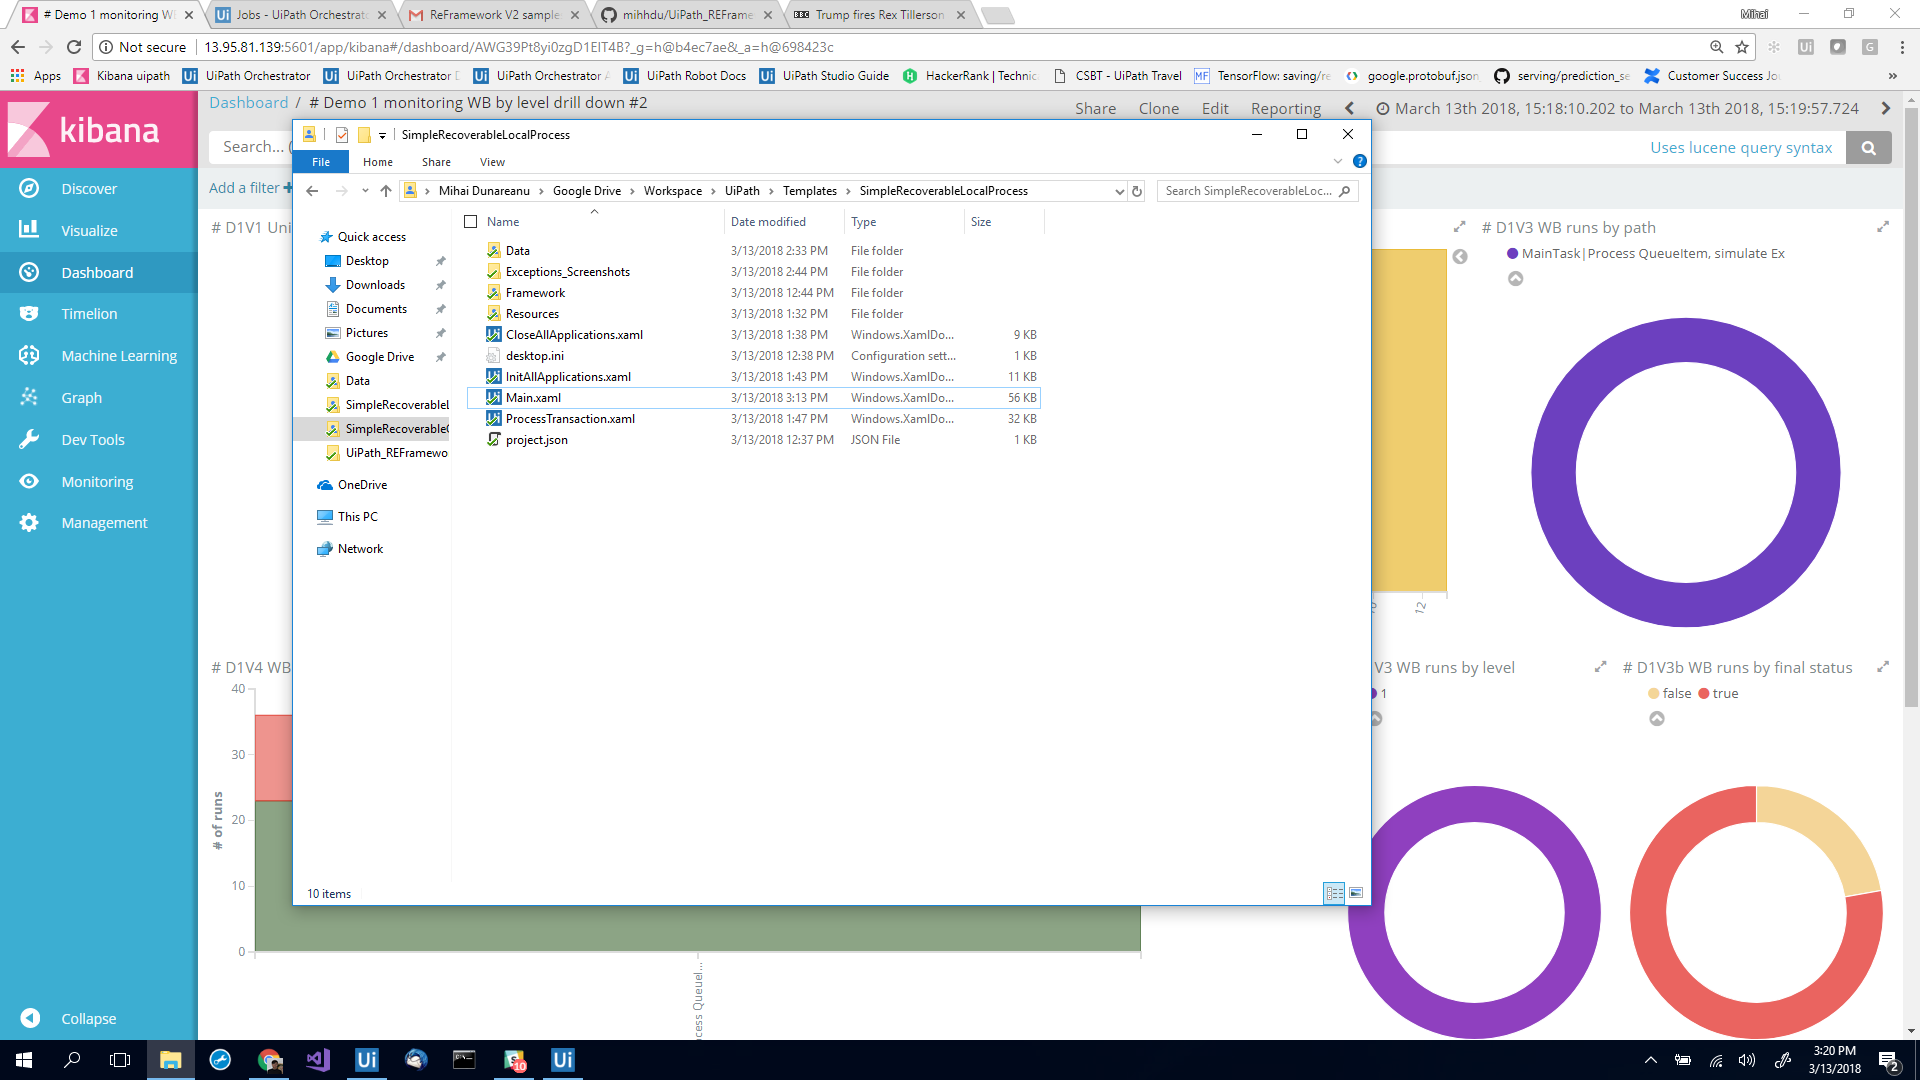 # Demo 1 monitoring WB
Jobs - UiPath Orchestrato
ReFramework V2 sample
mihhdu/UiPath_REFrame
BBC Trump fires Rex Tillerson
Mihai
Not secure 13.95.81.139:5601/app/kibana#/dashboard/AWG39Pt8yi0zgD1EIT4B?_g=h@b4ec7ae&_a=h@698423c
Apps Kibana uipath UiPath Orchestrator UiPath Orchestrator D UiPath Orchestrator A UiPath Robot Docs UiPath Studio Guide HackerRank | Technic CSBT - UiPath Travel MF TensorFlow: saving/re google.protobuf.json serving/prediction_se Customer Success Jou »
kibana
Discover
Visualize
Dashboard
Timelion
Machine Learning
Graph
Dev Tools
Monitoring
Management
Collapse
Dashboard / # Demo 1 monitoring WB by level drill down #2
Share Clone Edit Reporting March 13th 2018, 15:18:10.202 to March 13th 2018, 15:19:57.724
Search... (
Uses lucene query syntax
Add a filter +
SimpleRecoverableLocalProcess
File Home Share View
Mihai Dunareanu > Google Drive > Workspace > UiPath > Templates > SimpleRecoverableLocalProcess
Search SimpleRecoverableLoc...
Quick access
Desktop
Downloads
Documents
Pictures
Google Drive
Data
SimpleRecoverableL
SimpleRecoverable
UiPath_REFramewo
OneDrive
This PC
Network
Name Date modified Type Size
Data 3/13/2018 2:33 PM File folder
Exceptions_Screenshots 3/13/2018 2:44 PM File folder
Framework 3/13/2018 12:44 PM File folder
Resources 3/13/2018 1:32 PM File folder
CloseAllApplications.xaml 3/13/2018 1:38 PM Windows.XamlDo... 9 KB
desktop.ini 3/13/2018 12:38 PM Configuration sett... 1 KB
InitAllApplications.xaml 3/13/2018 1:43 PM Windows.XamlDo... 11 KB
Main.xaml 3/13/2018 3:13 PM Windows.XamlDo... 56 KB
ProcessTransaction.xaml 3/13/2018 1:47 PM Windows.XamlDo... 32 KB
project.json 3/13/2018 12:37 PM JSON File 1 KB
10 items
# D1V1 Uni
# D1V3 WB runs by path
MainTask|Process QueueItem, simulate Ex
12
# D1V4 WB
40
30
20
10
0
# of runs
cess QueueI...
V3 WB runs by level
1
# D1V3b WB runs by final status
false true
10
3:20 PM
3/13/2018
2